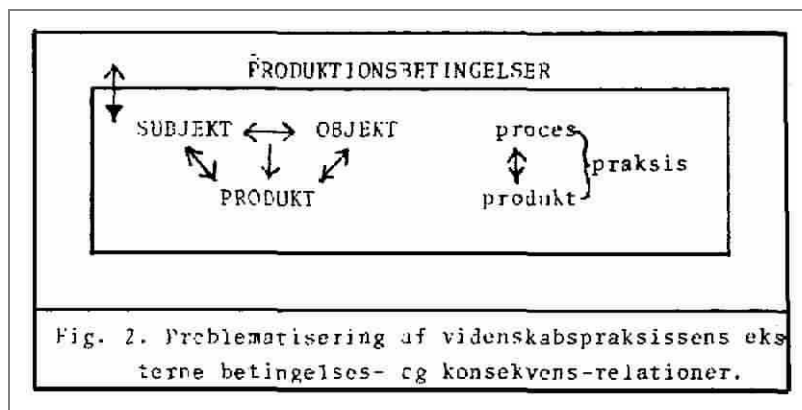 PRODUKTIONSBETINGELSER
SUBJEKT OBJEKT proces
praksis
PRODUKT produkt
Fig. 2. Problematisering af videnskabspraksissens eks
terne betingelses- og konsekvens-relationer.